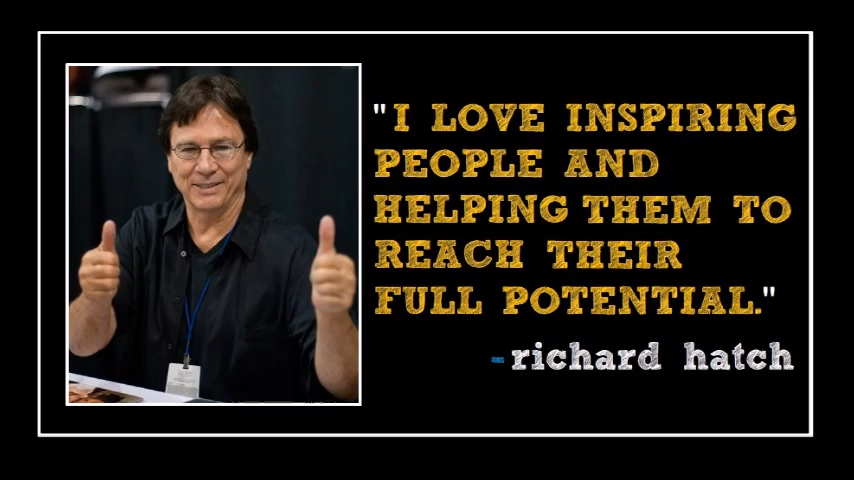 "I LOVE INSPIRING
PEOPLE AND
HELPING THEM TO
REACH THEIR
FULL POTENTIAL."
-richard hatch